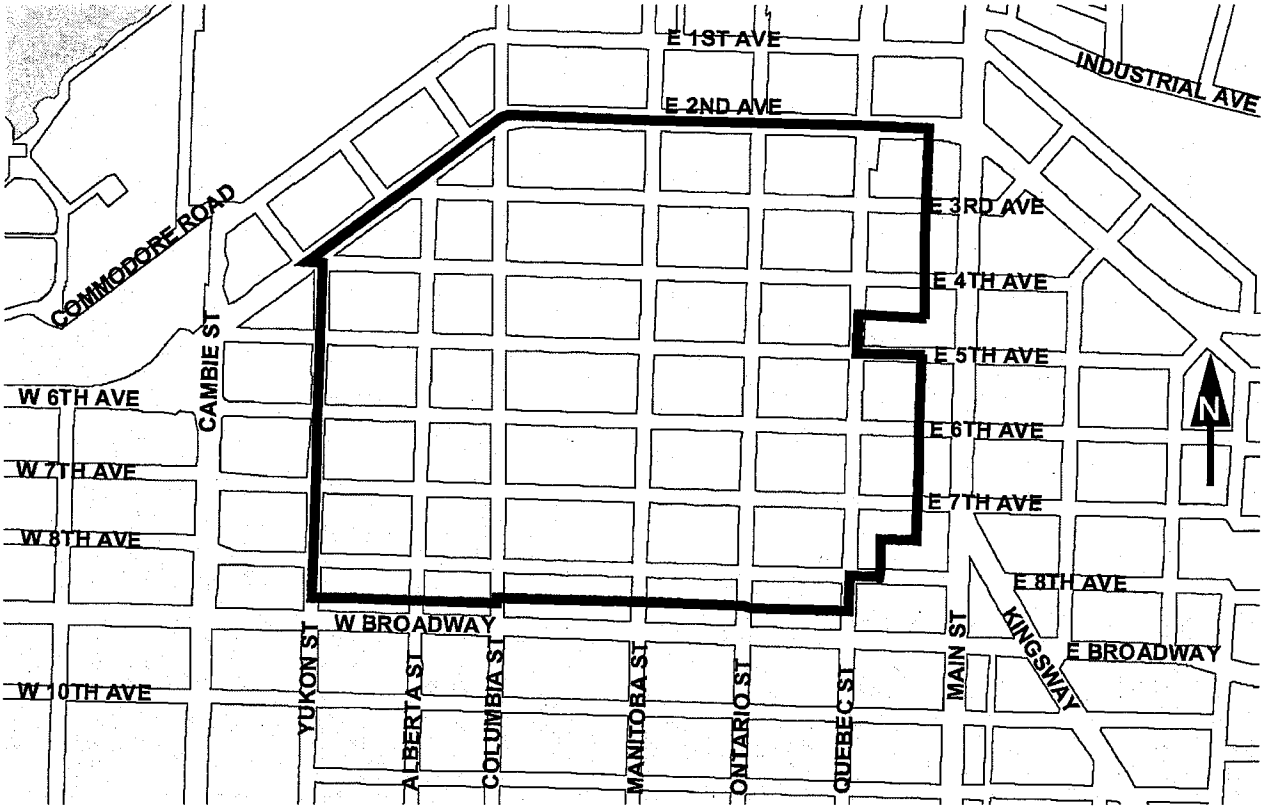 E 1ST AVE
INDUSTRIAL AVE
E 2ND AVE
COMMODORE ROAD
E 3RD AVE
E 4TH AVE
CAMBIE ST
E 5TH AVE
W 6TH AVE
N
E 6TH AVE
W 7TH AVE
E 7TH AVE
W 8TH AVE
E 8TH AVE
W BROADWAY
KINGSWAY
MAIN ST
E BROADWAY
W 10TH AVE
YUKON ST
ALBERTA ST
COLUMBIA ST
MANITOBA ST
ONTARIO ST
QUEBEC ST